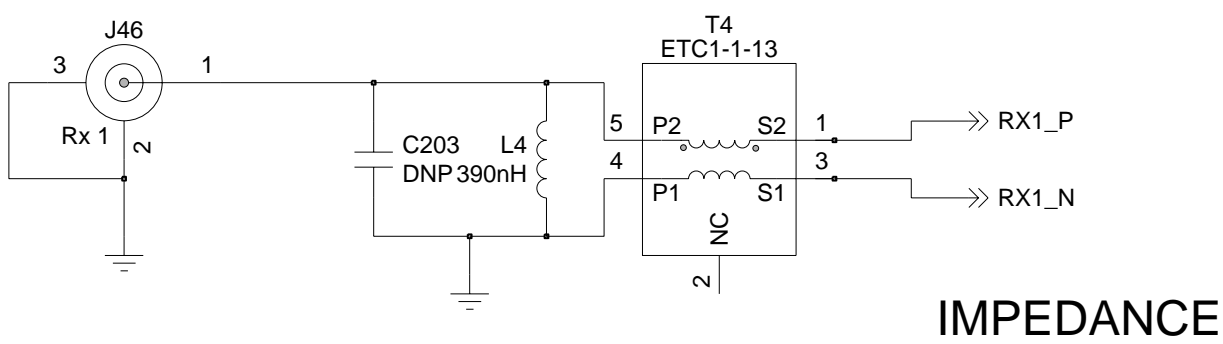 J46
3
1
Rx 1
2
C203
DNP
L4
390nH
T4
ETC1-1-13
5
P2
S2
1
4
P1
S1
3
NC
2
RX1_P
RX1_N
IMPEDANCE